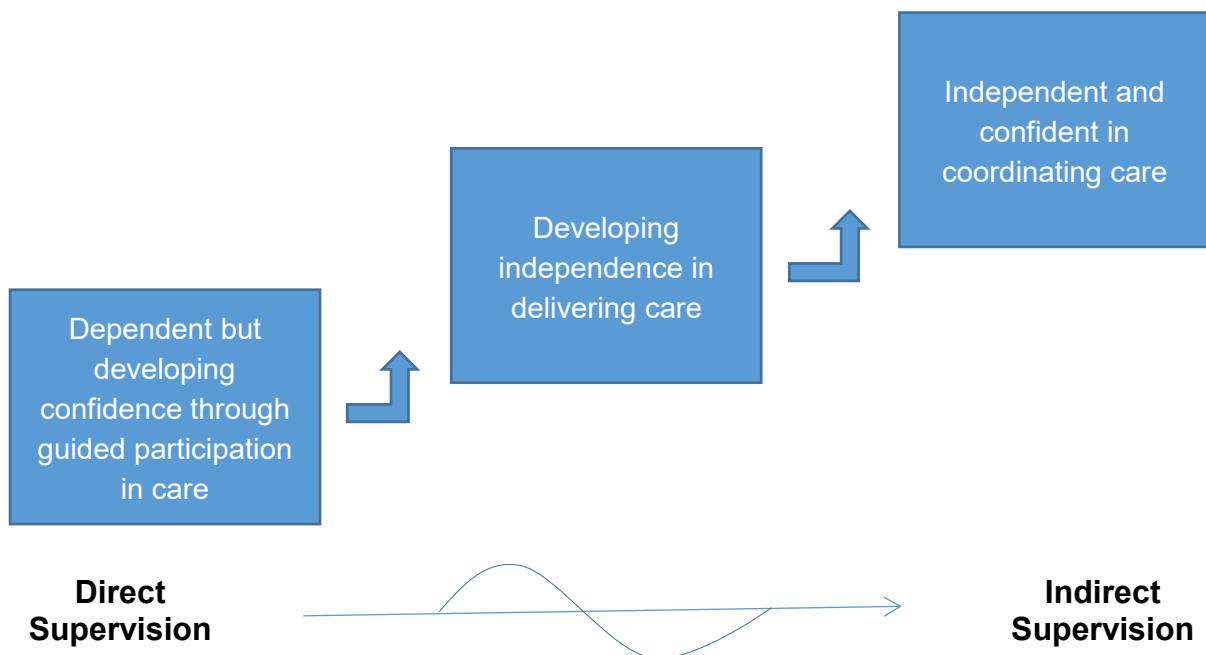 Independent and
confident in
coordinating care
Developing
independence in
delivering care
Dependent but
developing
confidence through
guided participation
in care
Direct
Supervision
Indirect
Supervision